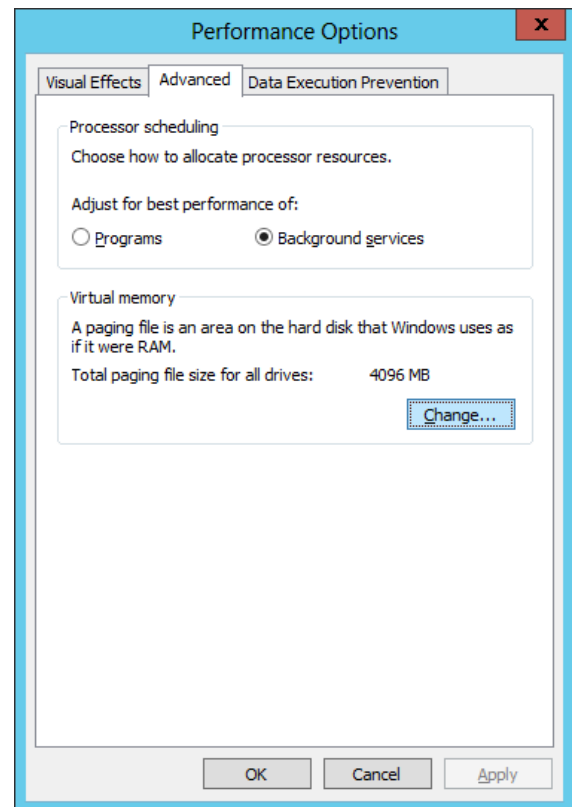 Performance Options
x
Visual Effects Advanced Data Execution Prevention
Processor scheduling
Choose how to allocate processor resources.
Adjust for best performance of:
Programs Background services
Virtual memory
A paging file is an area on the hard disk that Windows uses as
if it were RAM.
Total paging file size for all drives: 4096 MB
Change...
OK Cancel Apply